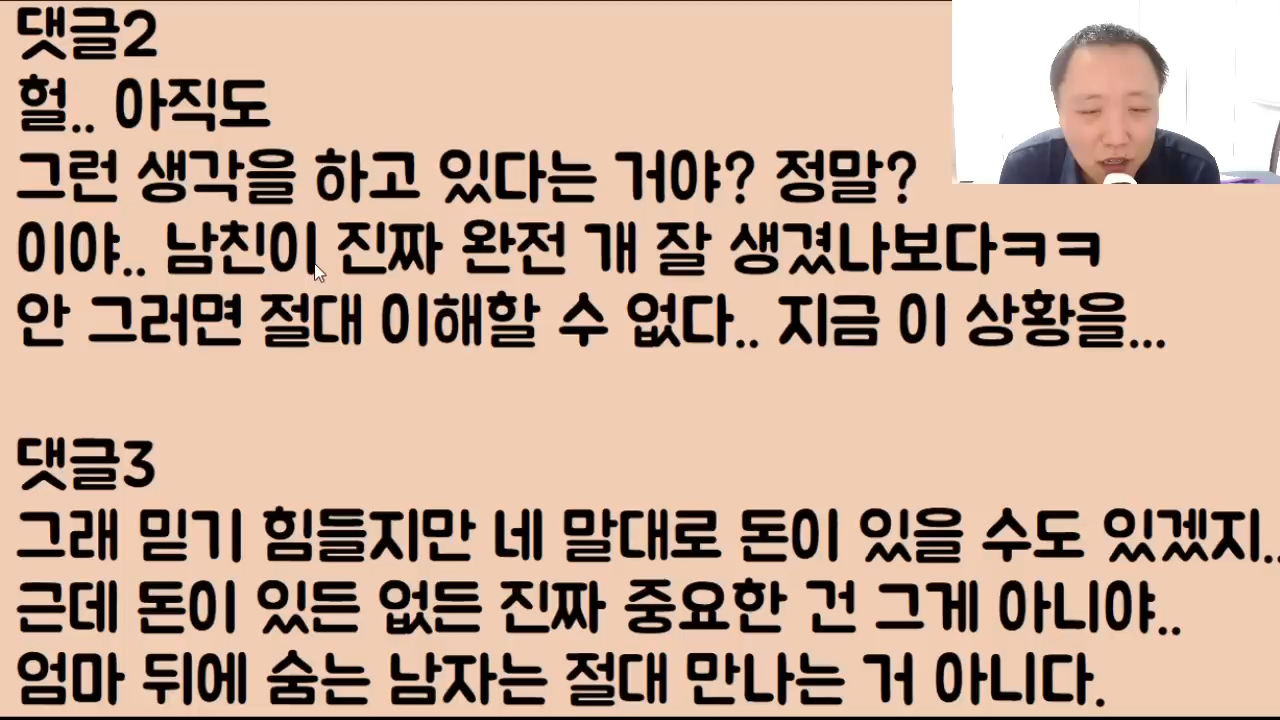 댓글2
헐.. 아직도
그런 생각을 하고 있다는 거야? 정말?
이야.. 남친이 진짜 완전 개 잘 생겼나보다ㅋㅋ
안 그러면 절대 이해할 수 없다.. 지금 이 상황을...
댓글3
그래 믿기 힘들지만 네 말대로 돈이 있을 수도 있겠지..
근데 돈이 있든 없든 진짜 중요한 건 그게 아니야..
엄마 뒤에 숨는 남자는 절대 만나는 거 아니다.